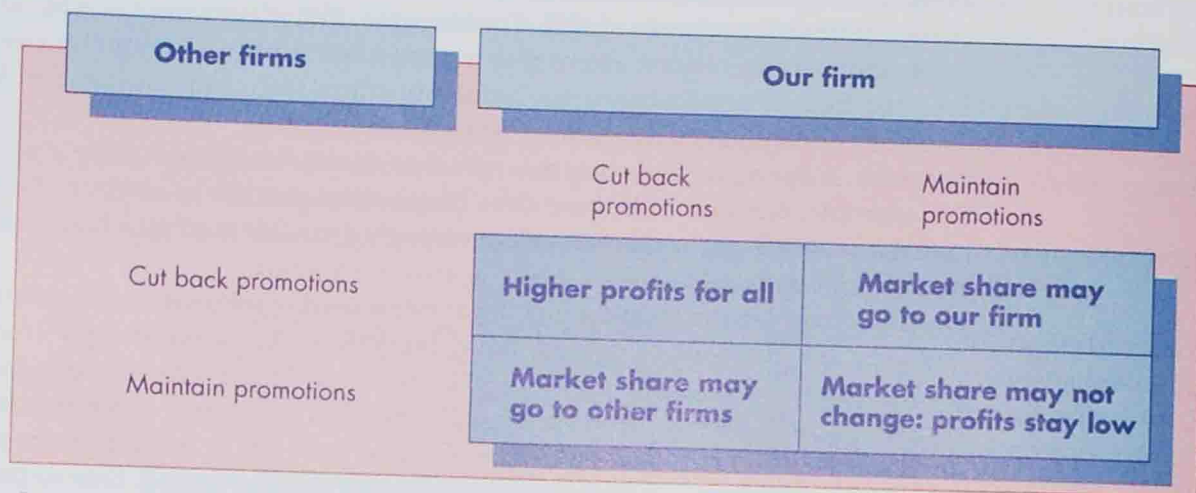 Other firms
Our firm
Cut back
promotions
Maintain
promotions
Cut back promotions
Higher profits for all
Market share may
go to our firm
Maintain promotions
Market share may
go to other firms
Market share may not
change: profits stay low